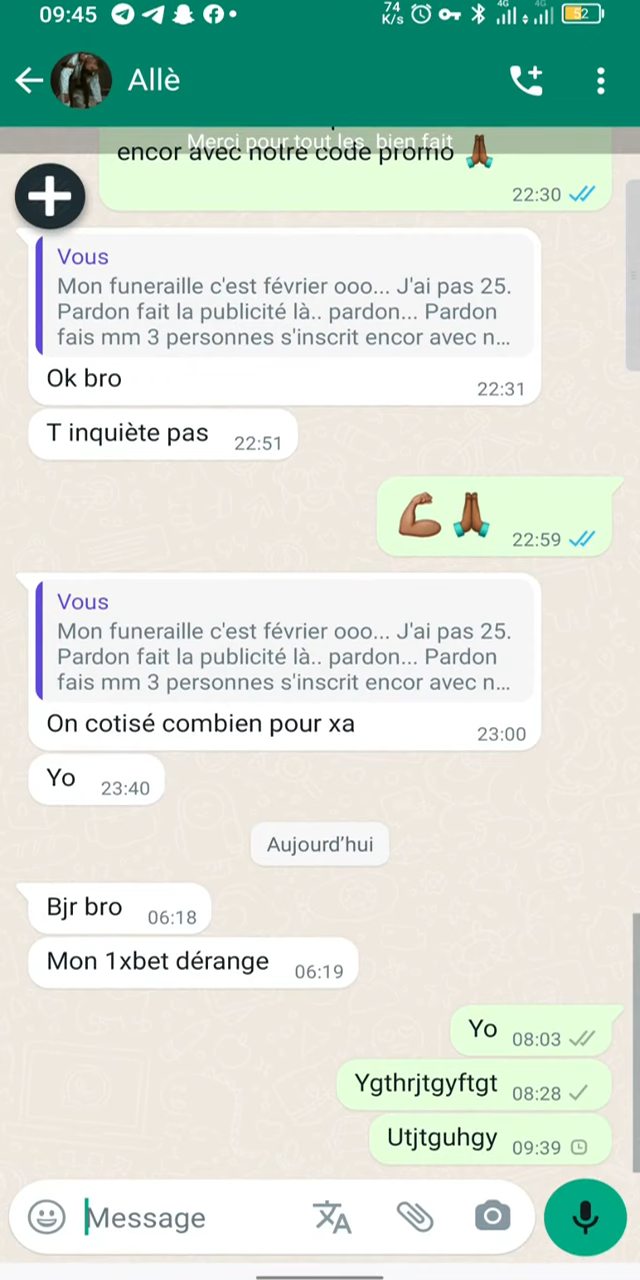 09:45
74
K/s
4G
4G
52
Allè
Merci pour tout les bien fait
encor avec notre code promo 🙏🏾
22:30
Vous
Mon funeraille c'est février ooo... J'ai pas 25.
Pardon fait la publicité là.. pardon... Pardon
fais mm 3 personnes s'inscrit encor avec n...
Ok bro
22:31
T inquiète pas
22:51
💪🏾🙏🏾
22:59
Vous
Mon funeraille c'est février ooo... J'ai pas 25.
Pardon fait la publicité là.. pardon... Pardon
fais mm 3 personnes s'inscrit encor avec n...
On cotisé combien pour xa
23:00
Yo
23:40
Aujourd'hui
Bjr bro
06:18
Mon 1xbet dérange
06:19
Yo
08:03
Ygthrjtgyftgt
08:28
Utjtguhgy
09:39
Message